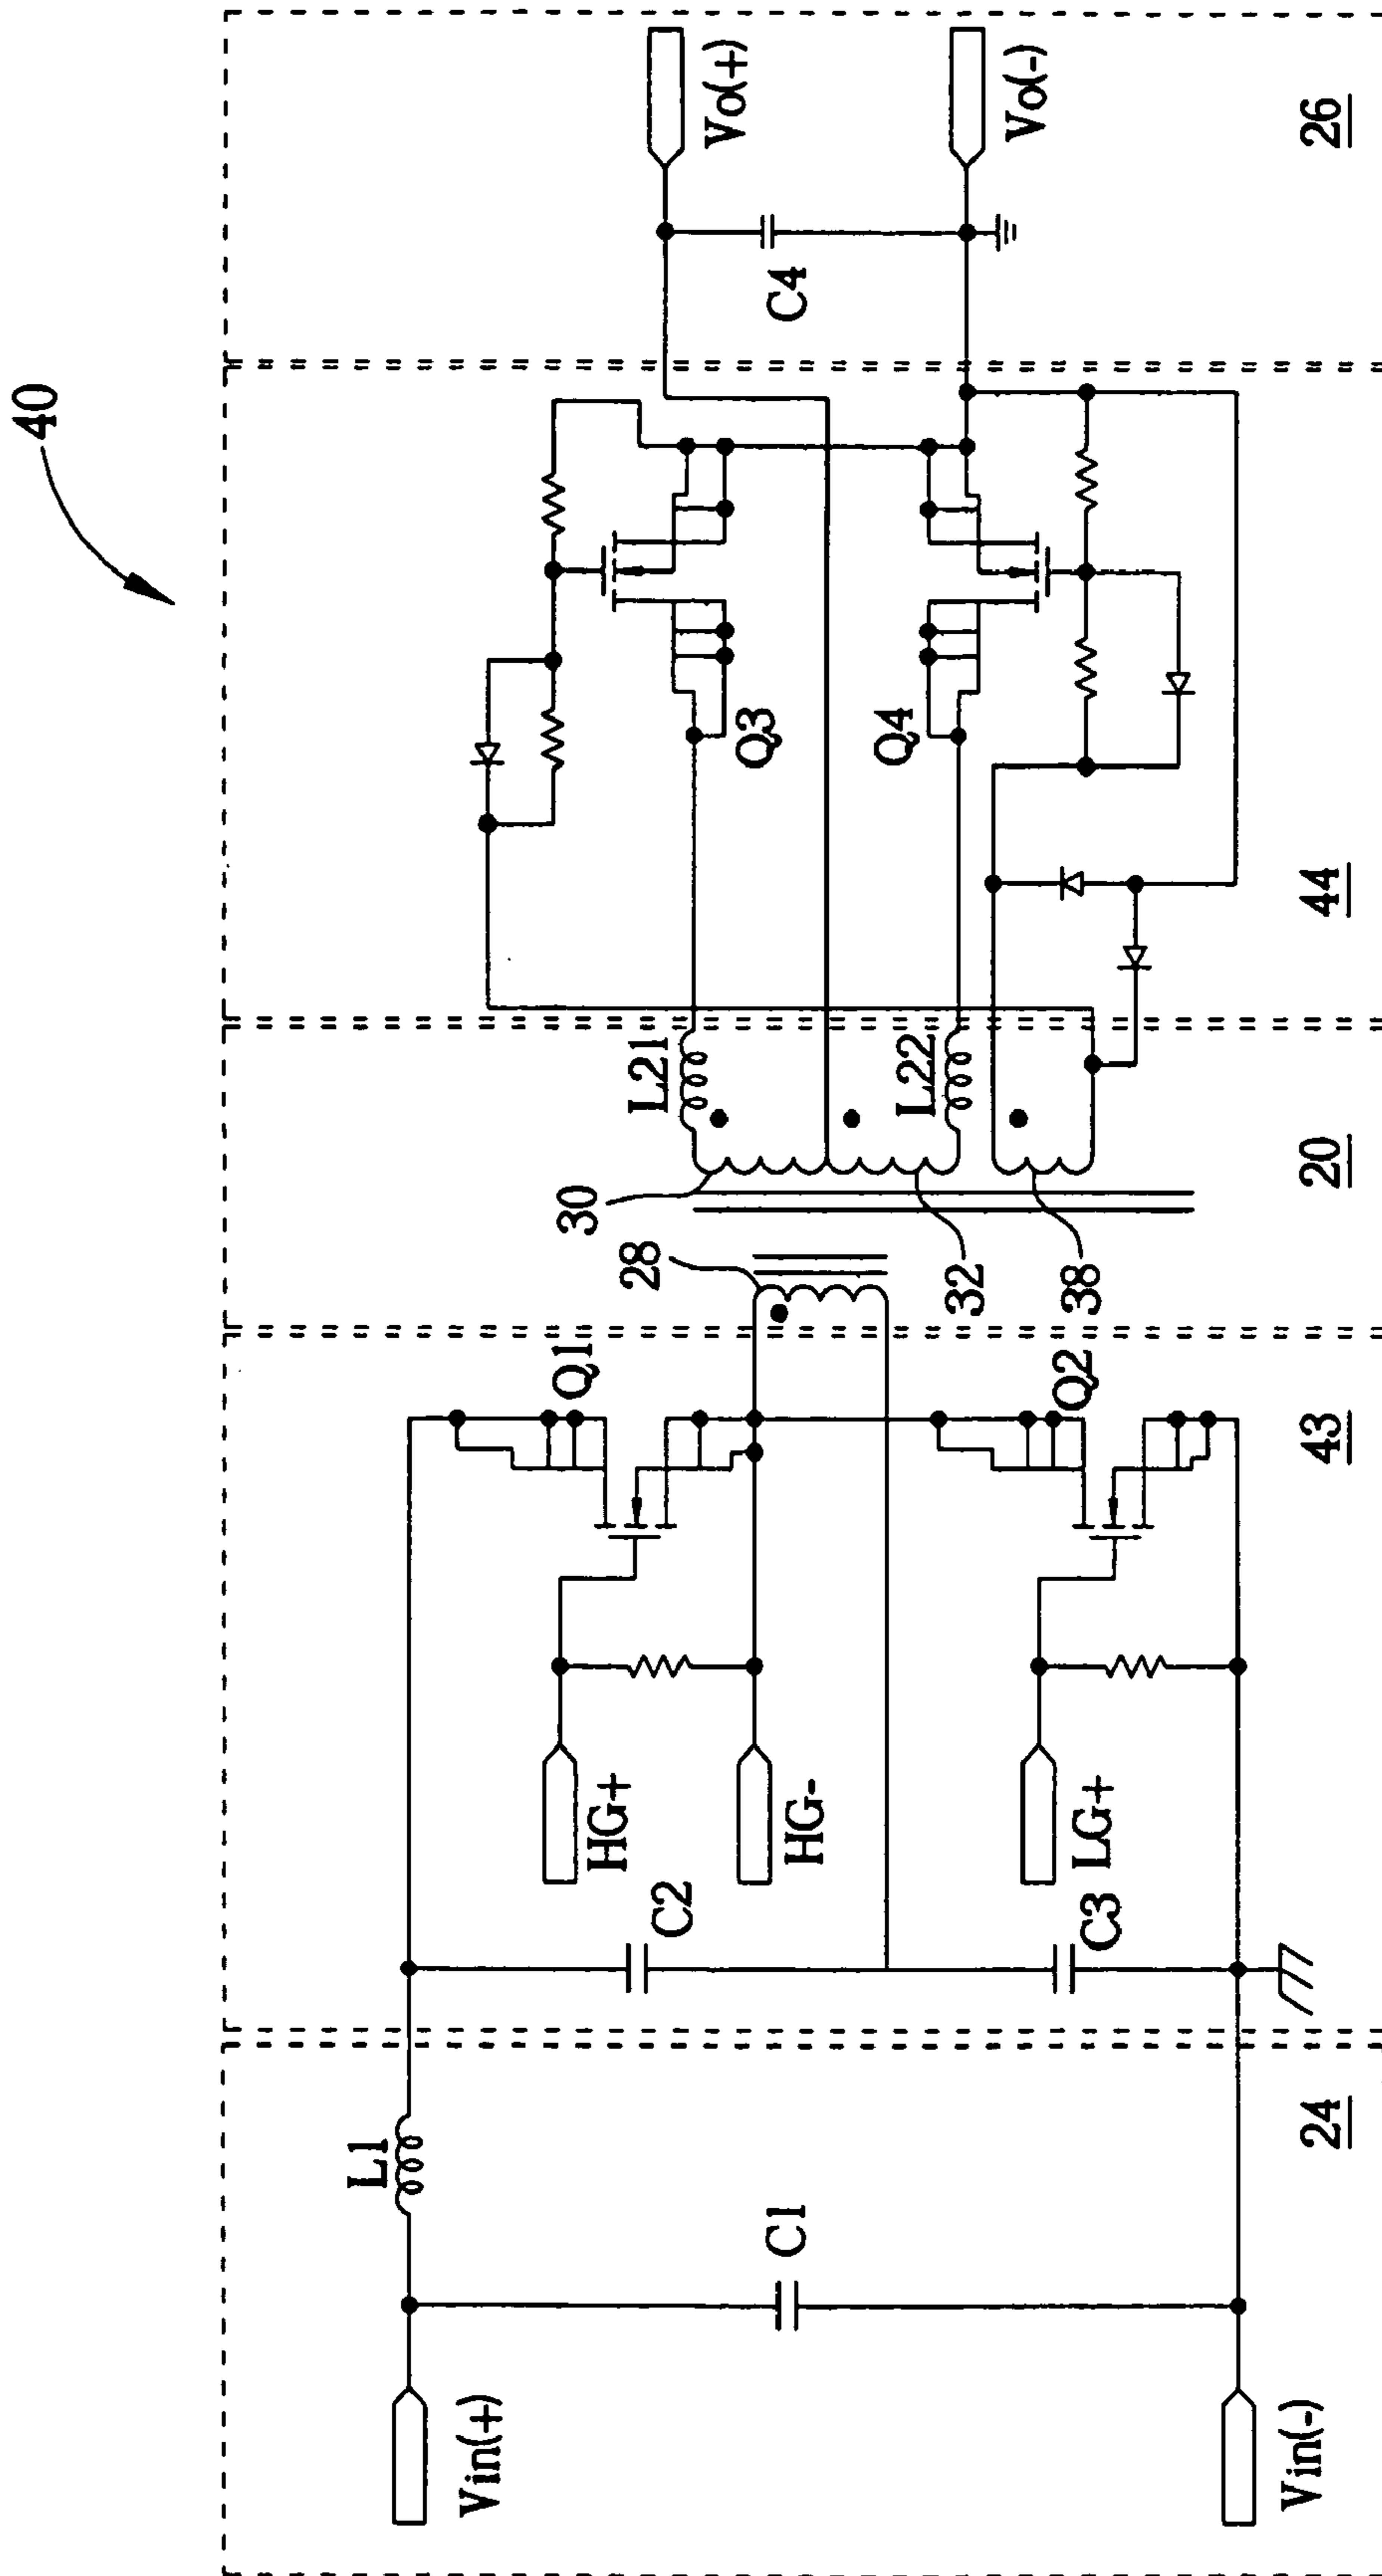 40
Vin(+)
Vin(-)
L1
C1
24
C2
C3
HG+
HG-
LG+
Q1
Q2
43
28
30
32
38
L21
L22
20
Q3
Q4
44
C4
Vo(+)
Vo(-)
26